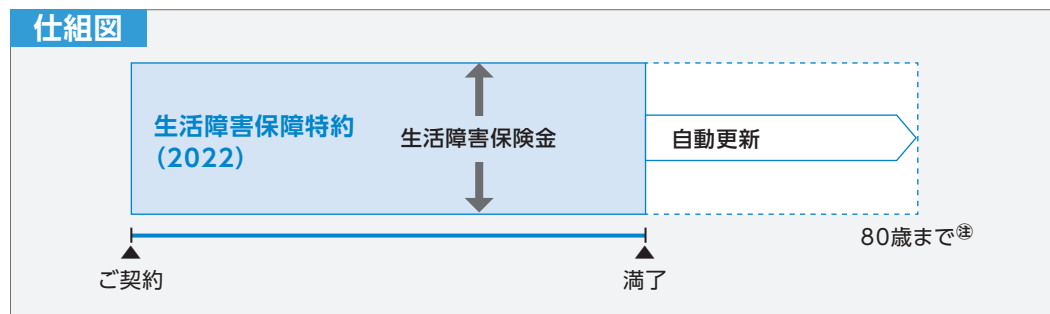 仕組図
生活障害保障特約
(2022)
生活障害保険金
自動更新
80歳まで㊟
ご契約
満了